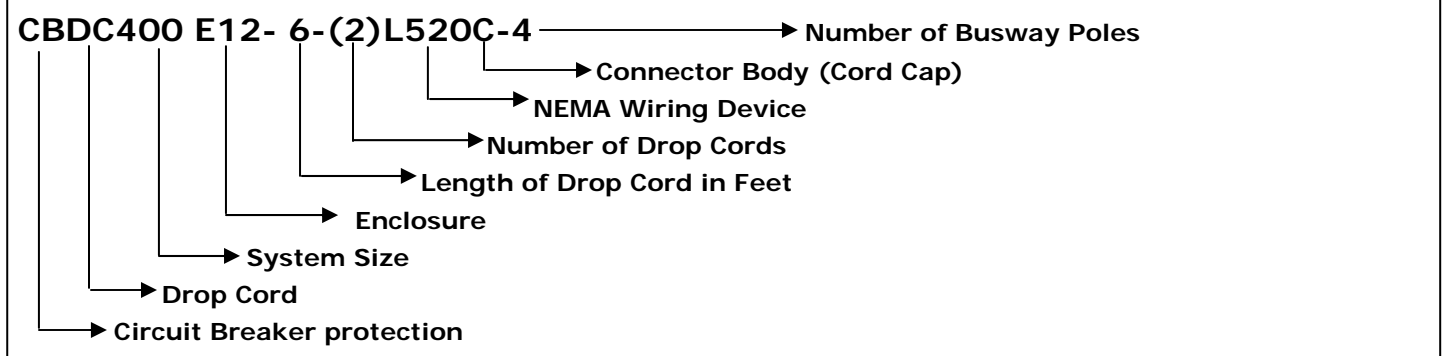 CBDC400 E12- 6-(2)L520C-4 Number of Busway Poles
Connector Body (Cord Cap)
NEMA Wiring Device
Number of Drop Cords
Length of Drop Cord in Feet
Enclosure
System Size
Drop Cord
Circuit Breaker protection